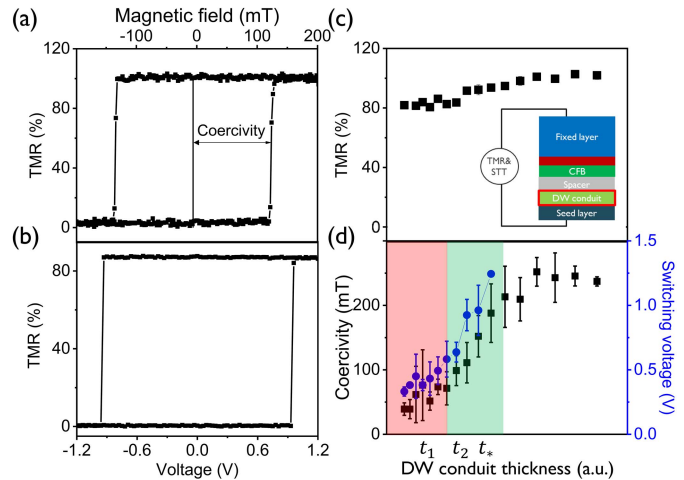 (a)
Magnetic field (mT)
-100 0 100 200
120
80
40
0
TMR (%)
Coercivity
(b)
80
40
0
TMR (%)
-1.2 -0.6 0.0 0.6 1.2
Voltage (V)
(c)
120
80
40
0
TMR (%)
TMR&
STT
Fixed layer
CFB
Spacer
DW conduit
Seed layer
(d)
200
100
0
Coercivity (mT)
1.5
1.0
0.5
0.0
Switching voltage (V)
t1 t2 t*
DW conduit thickness (a.u.)